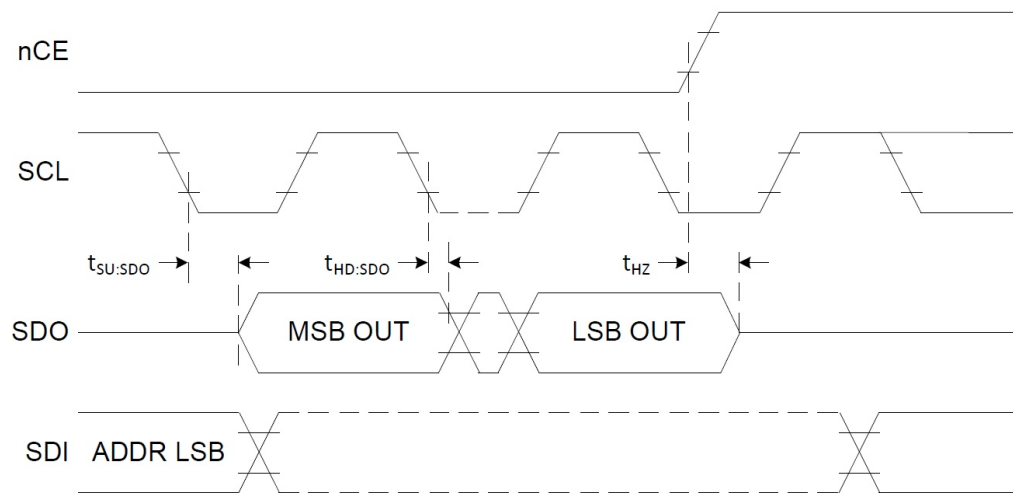 nCE
SCL
tSU:SDO
tHD:SDO
tHZ
SDO
MSB OUT
LSB OUT
SDI
ADDR LSB